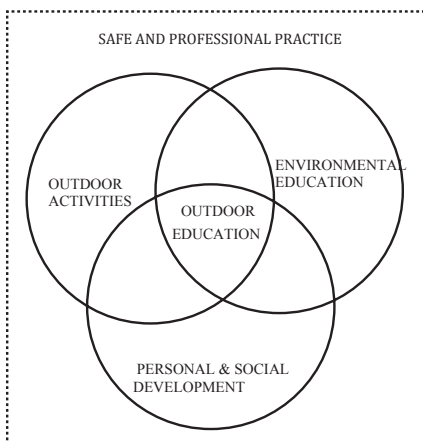 SAFE AND PROFESSIONAL PRACTICE
OUTDOOR
ACTIVITIES
ENVIRONMENTAL
EDUCATION
OUTDOOR
EDUCATION
PERSONAL & SOCIAL
DEVELOPMENT